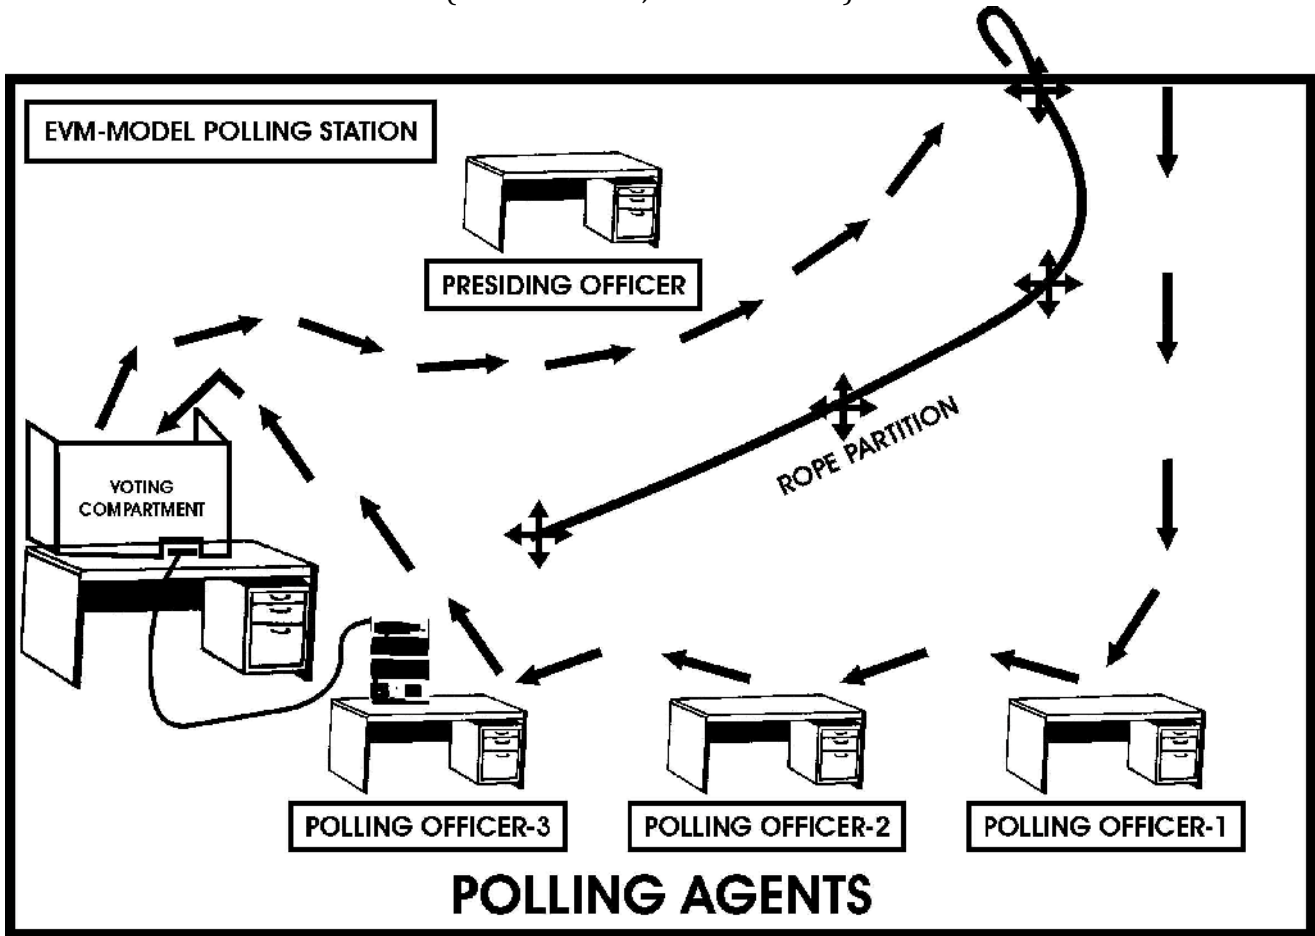 EVM-MODEL POLLING STATION
PRESIDING OFFICER
ROPE PARTITION
VOTING
COMPARTMENT
POLLING OFFICER-3
POLLING OFFICER-2
POLLING OFFICER-1
POLLING AGENTS